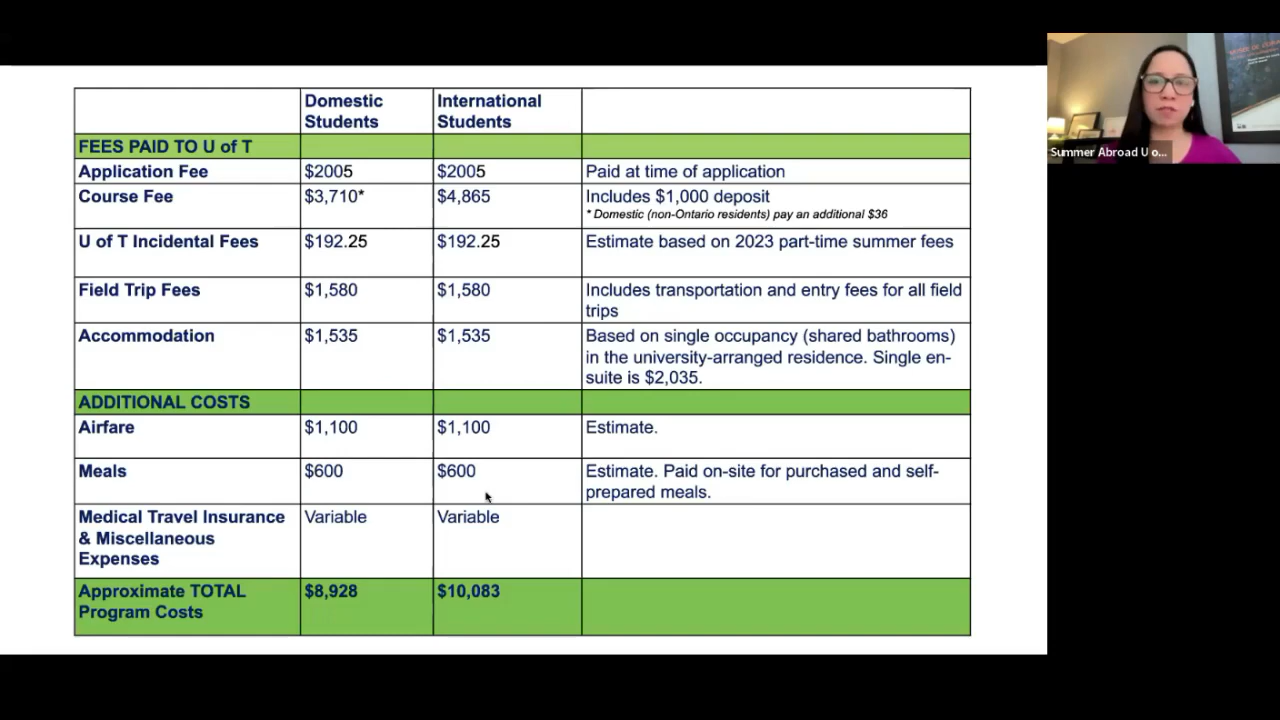 Domestic Students
International Students
FEES PAID TO U of T
Application Fee $2005 $2005 Paid at time of application
Course Fee $3,710* $4,865 Includes $1,000 deposit
* Domestic (non-Ontario residents) pay an additional $36
U of T Incidental Fees $192.25 $192.25 Estimate based on 2023 part-time summer fees
Field Trip Fees $1,580 $1,580 Includes transportation and entry fees for all field
trips
Accommodation $1,535 $1,535 Based on single occupancy (shared bathrooms)
in the university-arranged residence. Single en-
suite is $2,035.
ADDITIONAL COSTS
Airfare $1,100 $1,100 Estimate.
Meals $600 $600 Estimate. Paid on-site for purchased and self-
prepared meals.
Medical Travel Insurance Variable Variable
& Miscellaneous
Expenses
Approximate TOTAL $8,928 $10,083
Program Costs
Summer Abroad U o...